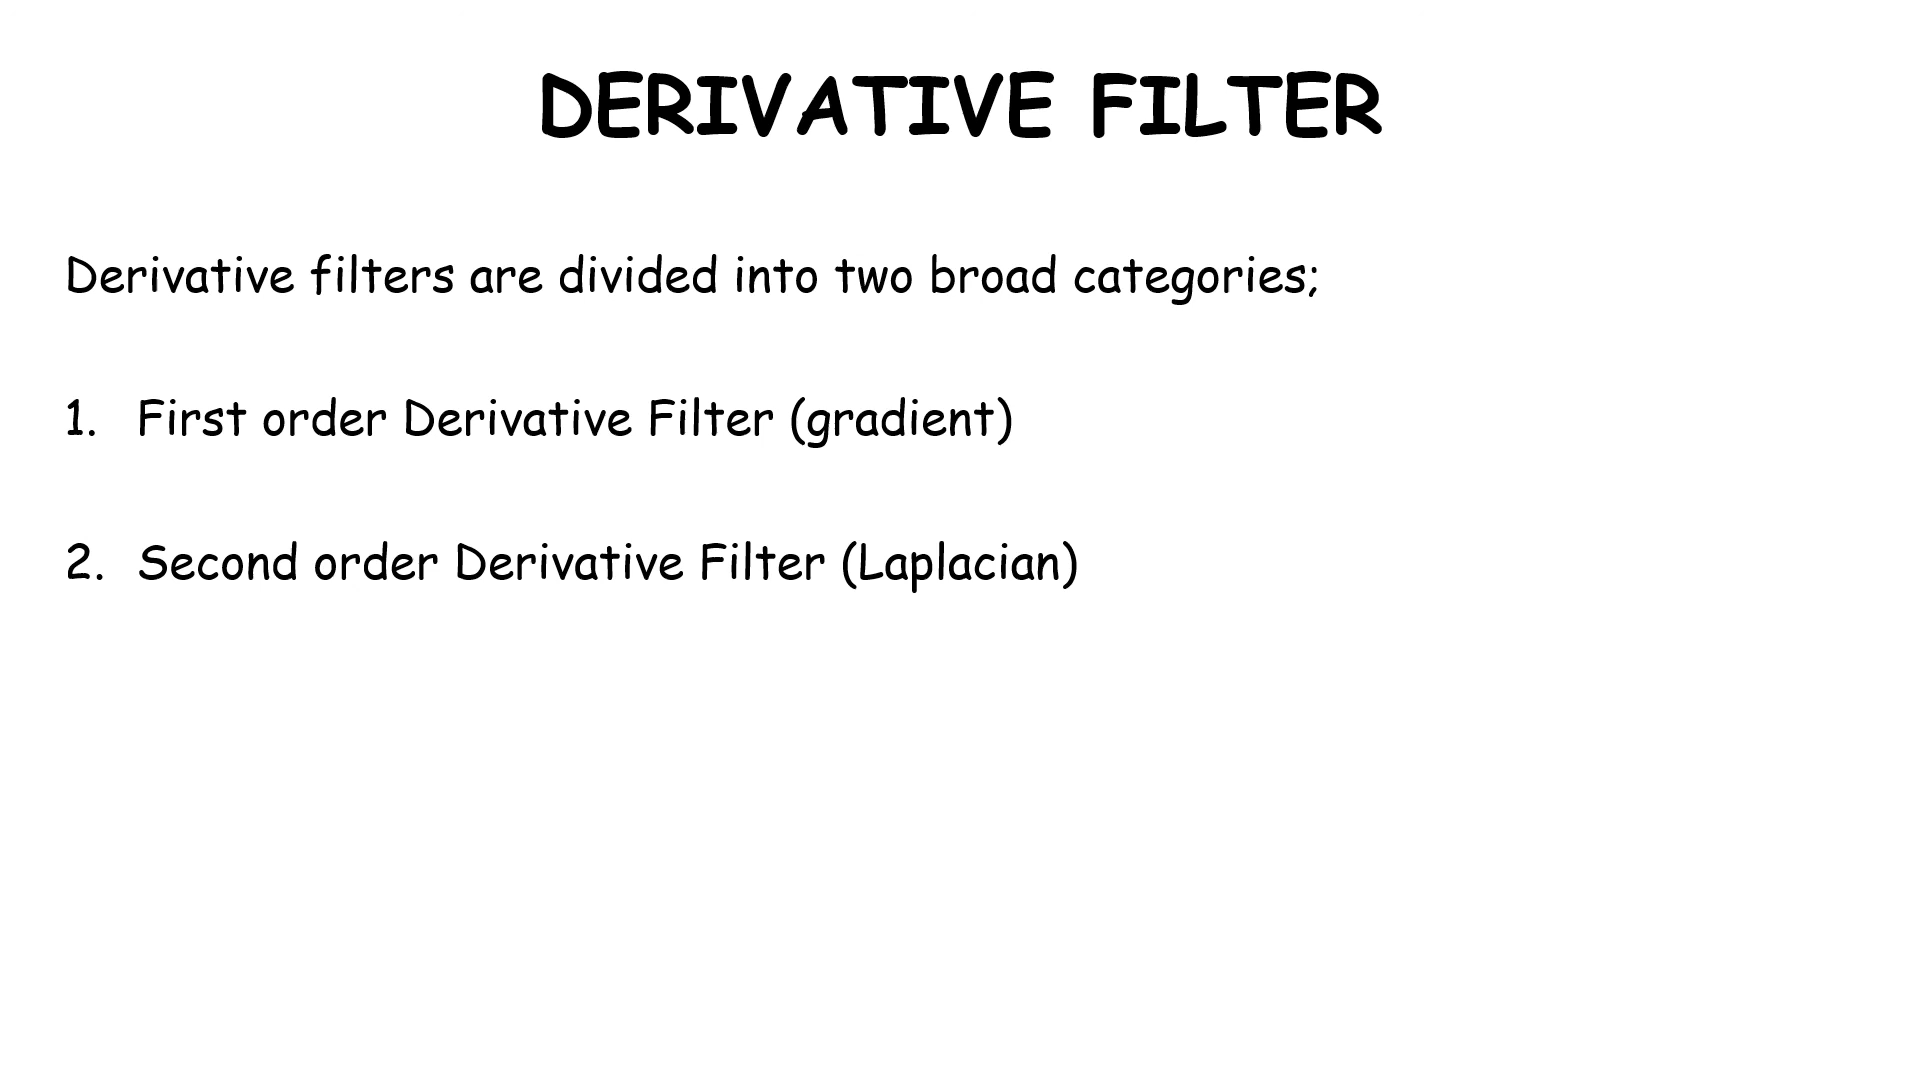 DERIVATIVE FILTER
Derivative filters are divided into two broad categories;
1. First order Derivative Filter (gradient)
2. Second order Derivative Filter (Laplacian)